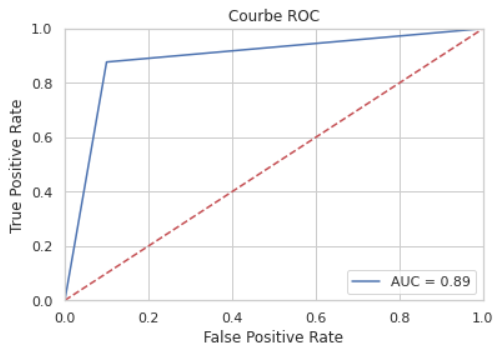 Courbe ROC
1.0
0.8
0.6
0.4
0.2
0.0
True Positive Rate
AUC = 0.89
0.0 0.2 0.4 0.6 0.8 1.0
False Positive Rate